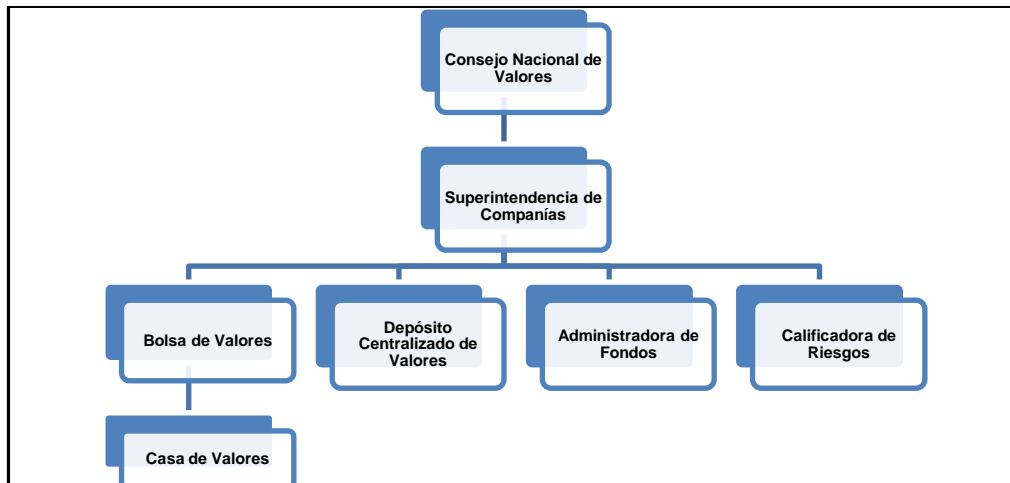 Consejo Nacional de
Valores
Superintendencia de
Companías
Bolsa de Valores
Depósito
Centralizado de
Valores
Administradora de
Fondos
Calificadora de
Riesgos
Casa de Valores